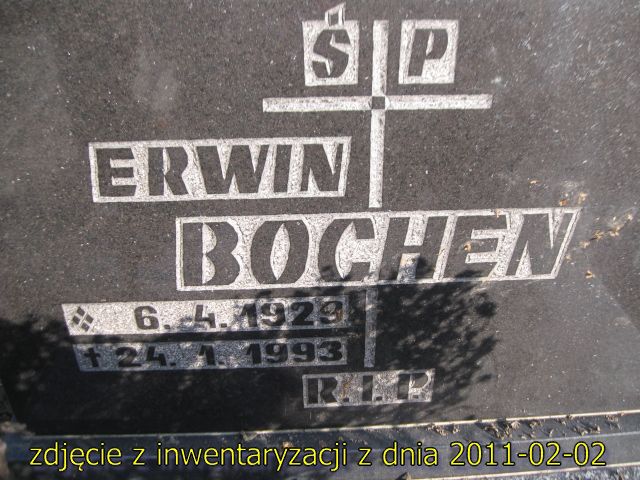 Ś P
ERWIN
BOCHEN
6. 4. 1929
✝ 24. 1. 1993
R.I.P.
zdjęcie z inwentaryzacji z dnia 2011-02-02